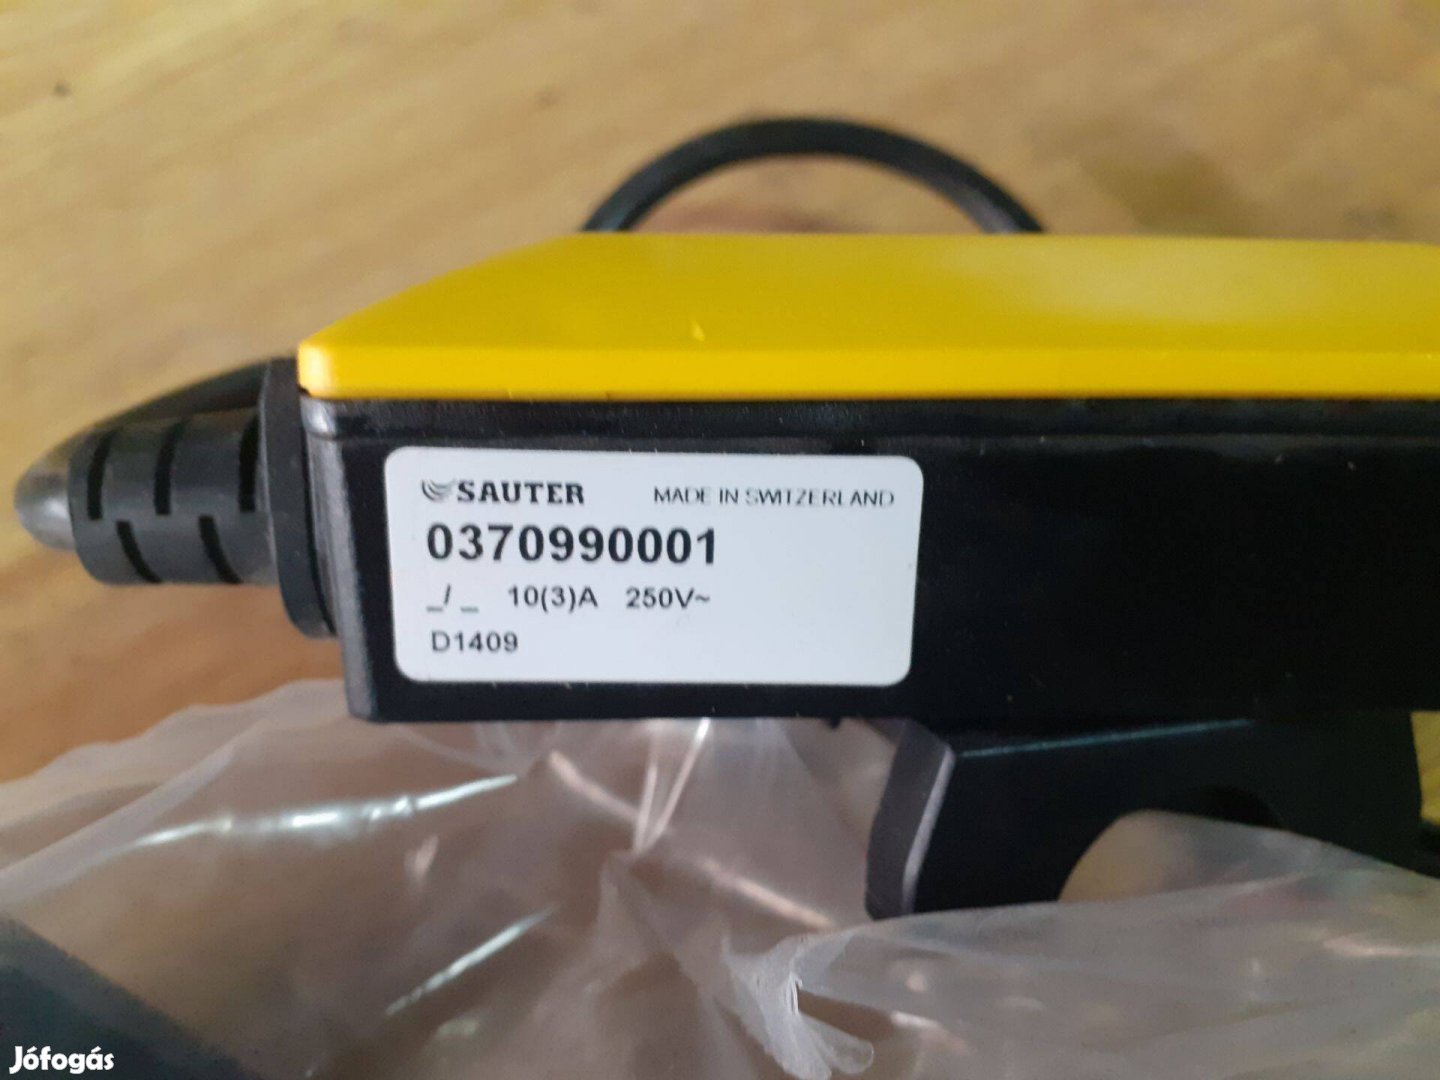 SAUTER MADE IN SWITZERLAND
0370990001
_/ _ 10(3)A 250V~
D1409
Jófogás